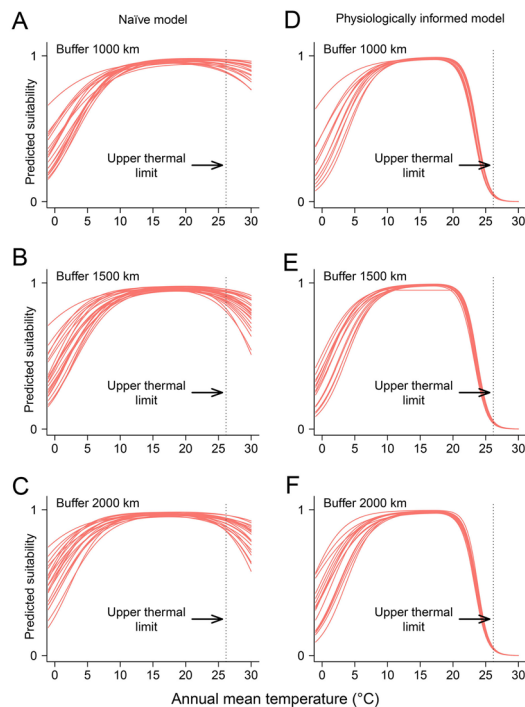 Naïve model
Physiologically informed model
A
Buffer 1000 km
1
0
Predicted suitability
Upper thermal
limit
0 5 10 15 20 25 30
D
Buffer 1000 km
1
0
Upper thermal
limit
0 5 10 15 20 25 30
B
Buffer 1500 km
1
0
Predicted suitability
Upper thermal
limit
0 5 10 15 20 25 30
E
Buffer 1500 km
1
0
Upper thermal
limit
0 5 10 15 20 25 30
C
Buffer 2000 km
1
0
Predicted suitability
Upper thermal
limit
0 5 10 15 20 25 30
F
Buffer 2000 km
1
0
Upper thermal
limit
0 5 10 15 20 25 30
Annual mean temperature (°C)